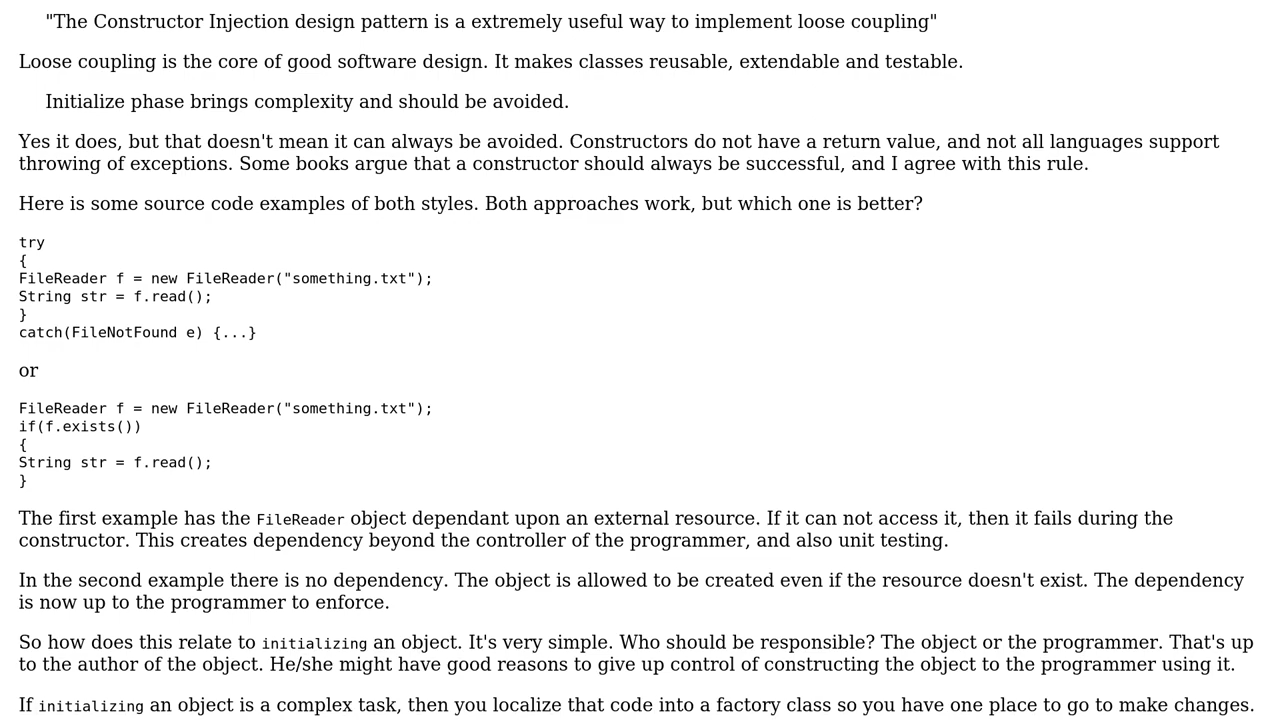 "The Constructor Injection design pattern is a extremely useful way to implement loose coupling"
Loose coupling is the core of good software design. It makes classes reusable, extendable and testable.
Initialize phase brings complexity and should be avoided.
Yes it does, but that doesn't mean it can always be avoided. Constructors do not have a return value, and not all languages support
throwing of exceptions. Some books argue that a constructor should always be successful, and I agree with this rule.
Here is some source code examples of both styles. Both approaches work, but which one is better?
try
{
FileReader f = new FileReader("something.txt");
String str = f.read();
}
catch(FileNotFound e) {...}
or
FileReader f = new FileReader("something.txt");
if(f.exists())
{
String str = f.read();
}
The first example has the FileReader object dependant upon an external resource. If it can not access it, then it fails during the
constructor. This creates dependency beyond the controller of the programmer, and also unit testing.
In the second example there is no dependency. The object is allowed to be created even if the resource doesn't exist. The dependency
is now up to the programmer to enforce.
So how does this relate to initializing an object. It's very simple. Who should be responsible? The object or the programmer. That's up
to the author of the object. He/she might have good reasons to give up control of constructing the object to the programmer using it.
If initializing an object is a complex task, then you localize that code into a factory class so you have one place to go to make changes.